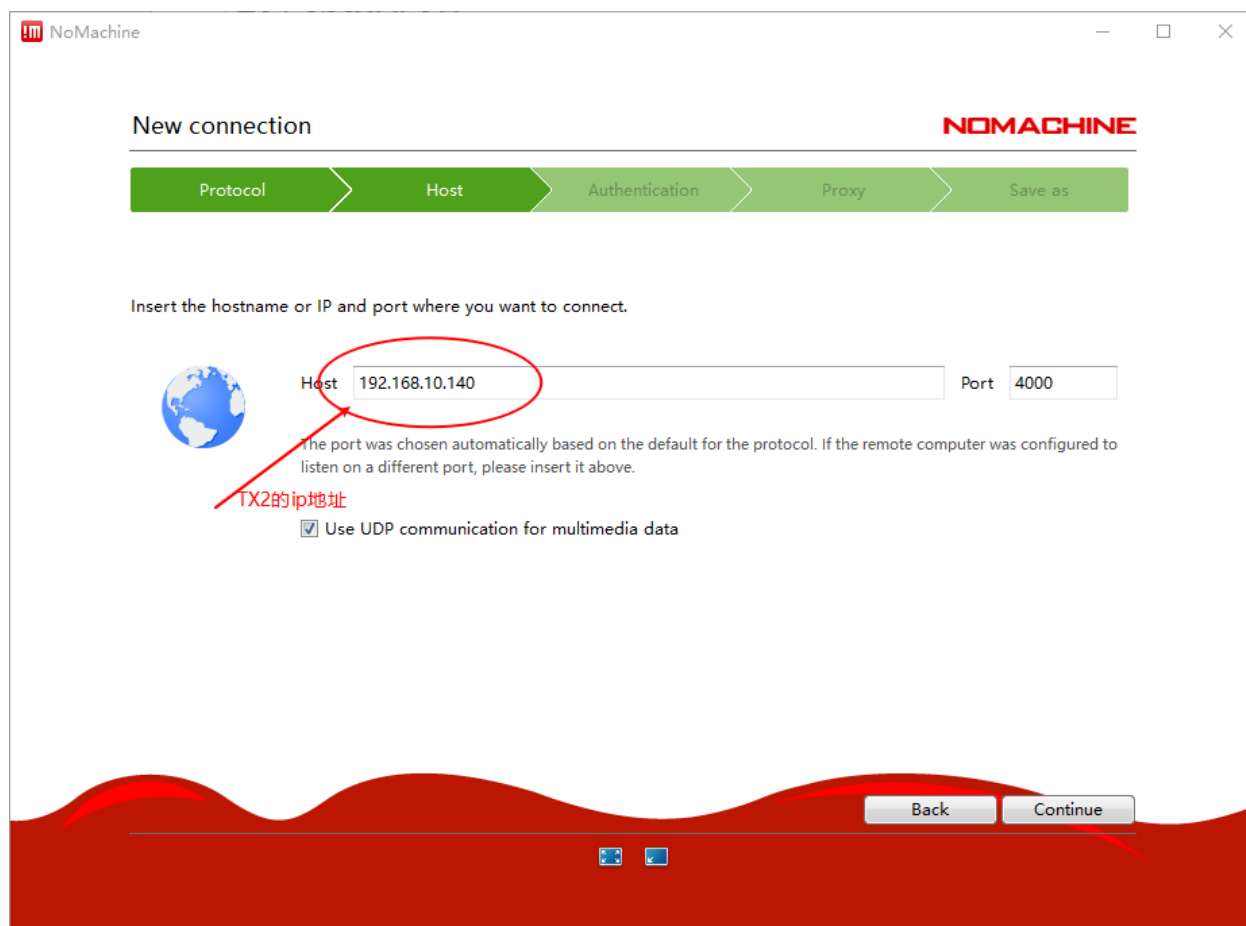 NoMachine
New connection
NOMACHINE
Protocol
Host
Authentication
Proxy
Save as
Insert the hostname or IP and port where you want to connect.
Host 192.168.10.140 Port 4000
The port was chosen automatically based on the default for the protocol. If the remote computer was configured to
listen on a different port, please insert it above.
TX2的ip地址
Use UDP communication for multimedia data
Back
Continue